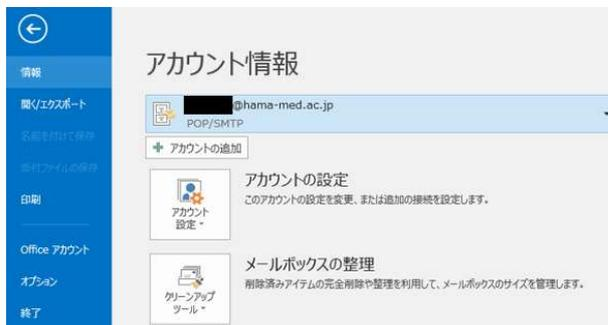 情報
開く/エクスポート
名前を付けて保存
添付ファイルの保存
印刷
Office アカウント
オプション
終了
アカウント情報
@hama-med.ac.jp
POP/SMTP
アカウントの追加
アカウント
設定
アカウントの設定
このアカウントの設定を変更、または追加の接続を設定します。
クリーンアップ
ツール
メールボックスの整理
削除済みアイテムの完全削除や整理を利用して、メールボックスのサイズを管理します。